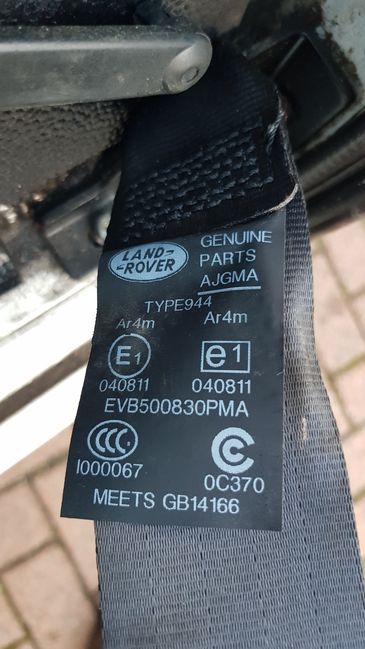 LAND-
-ROVER
GENUINE
PARTS
AJGMA
TYPE944
Ar4m Ar4m
E1 e1
040811 040811
EVB500830PMA
CCC C
I000067 0C370
MEETS GB14166